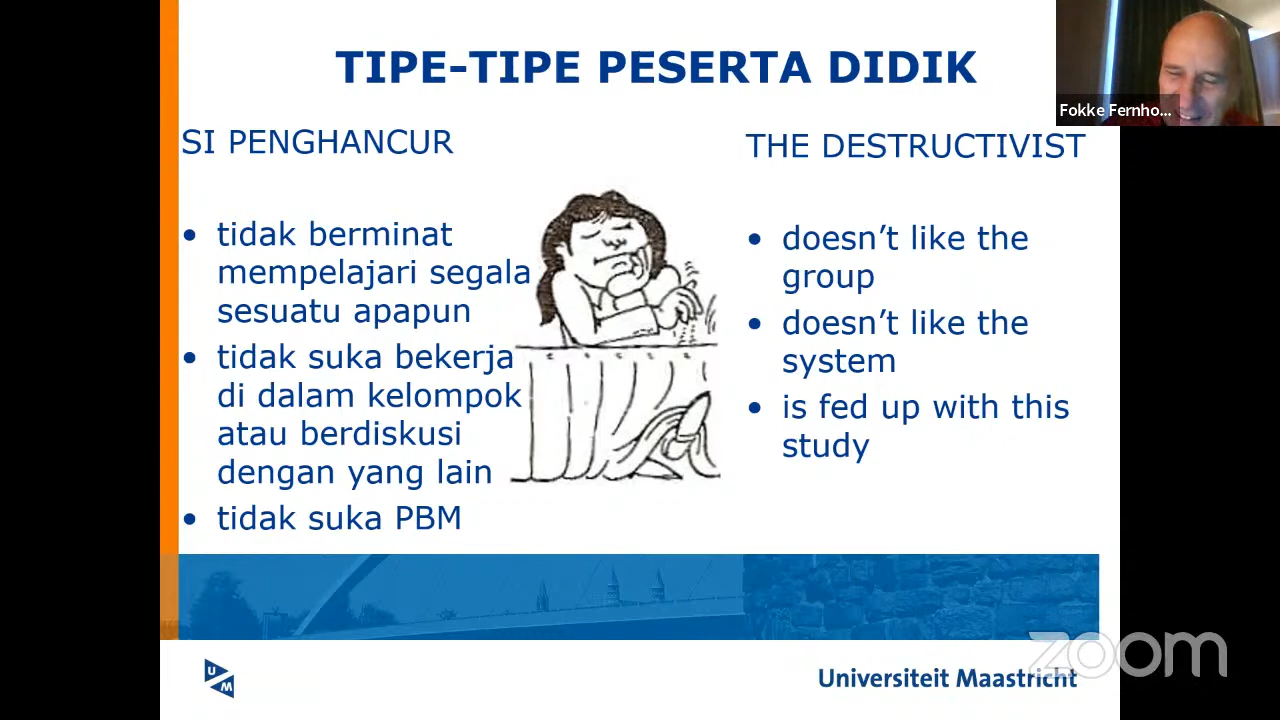 TIPE-TIPE PESERTA DIDIK
Fokke Fernho...
SI PENGHANCUR
• tidak berminat
mempelajari segala
sesuatu apapun
• tidak suka bekerja
di dalam kelompok
atau berdiskusi
dengan yang lain
• tidak suka PBM
THE DESTRUCTIVIST
• doesn’t like the
group
• doesn’t like the
system
• is fed up with this
study
UM
Universiteit Maastricht
zoom